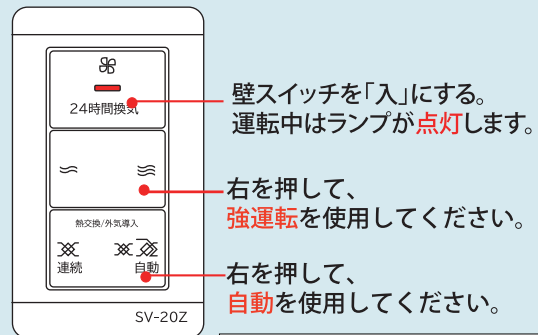 24時間換気
熱交換/外気導入
連続
自動
SV-20Z
壁スイッチを「入」にする。
運転中はランプが点灯します。
右を押して、
強運転を使用してください。
右を押して、
自動を使用してください。